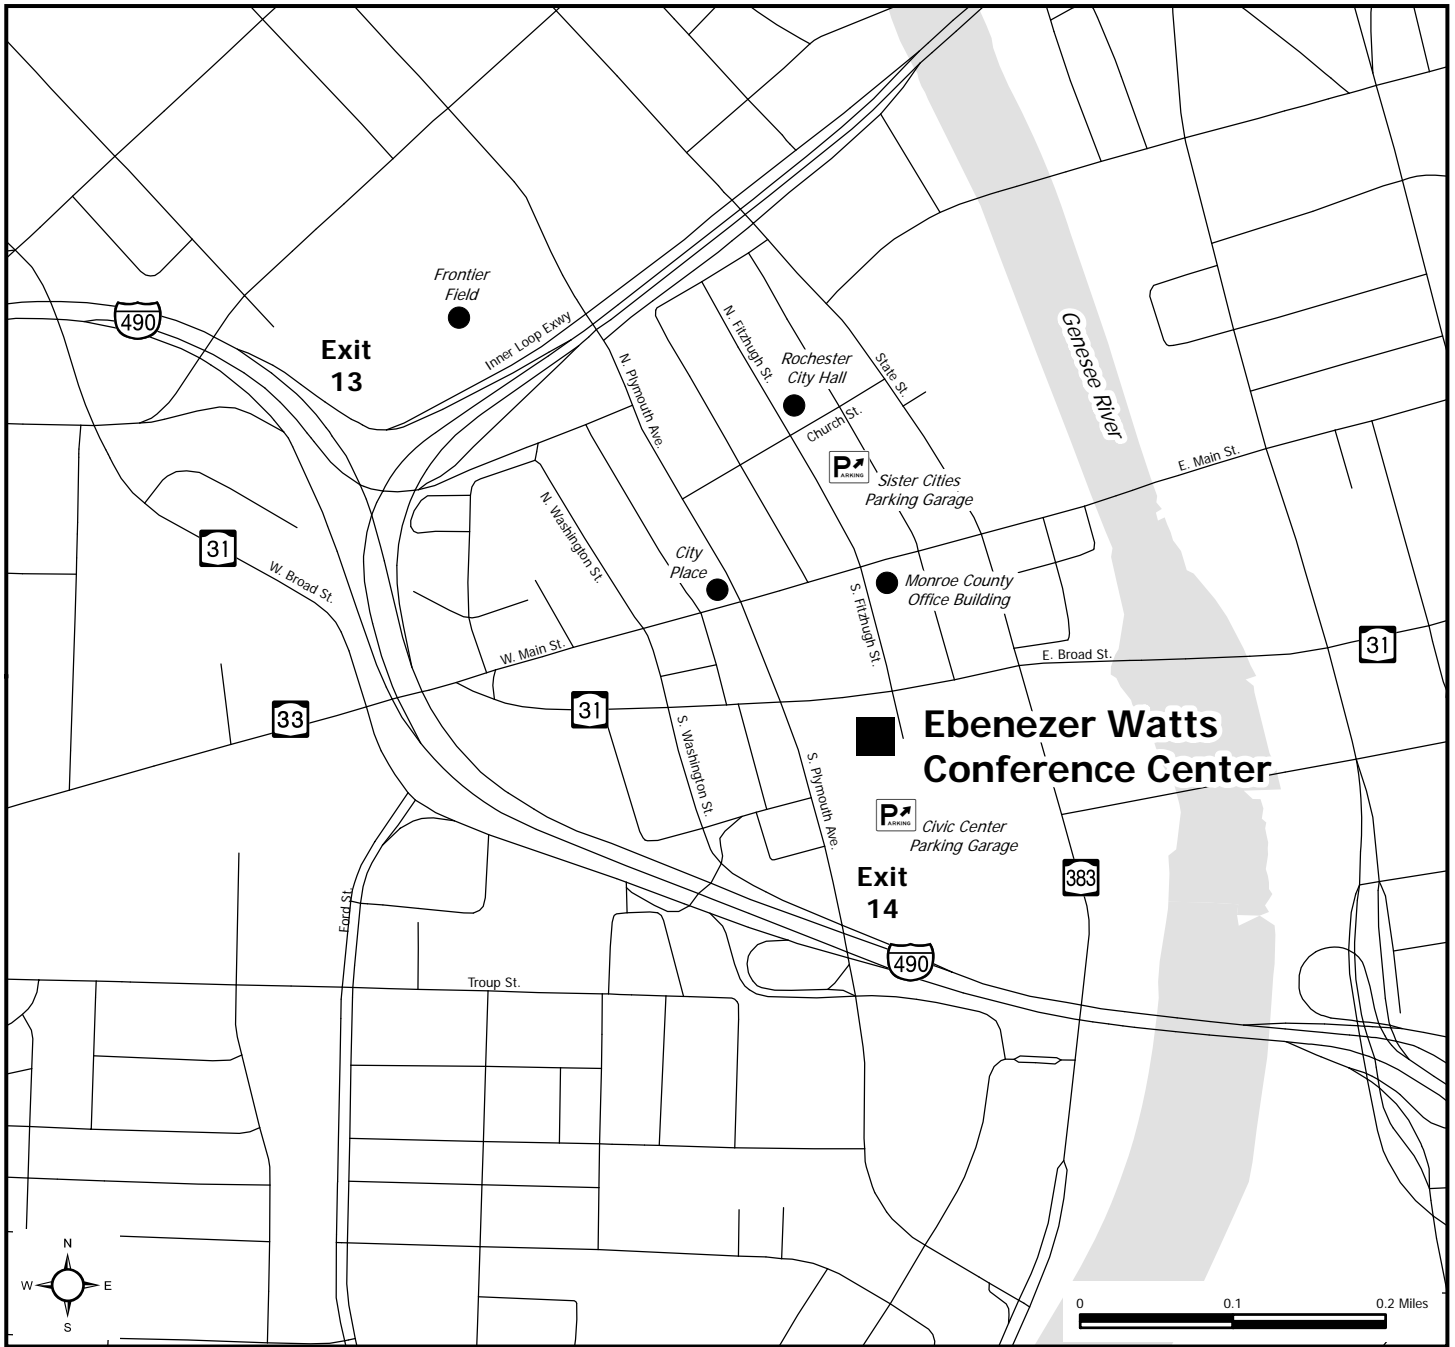 Frontier
Field
490
Exit
13
Inner Loop Exwy
N. Plymouth Ave.
N. Fitzhugh St.
Rochester
City Hall
State St.
Church St.
Genesee River
P
ARKING
Sister Cities
Parking Garage
E. Main St.
N. Washington St.
31
W. Broad St.
City
Place
Monroe County
Office Building
S. Fitzhugh St.
W. Main St.
E. Broad St.
31
33
31
Ebenezer Watts
Conference Center
S. Washington St.
S. Plymouth Ave.
P
ARKING
Civic Center
Parking Garage
Exit
14
383
Ford St.
490
Troup St.
N
W E
S
0 0.1 0.2 Miles